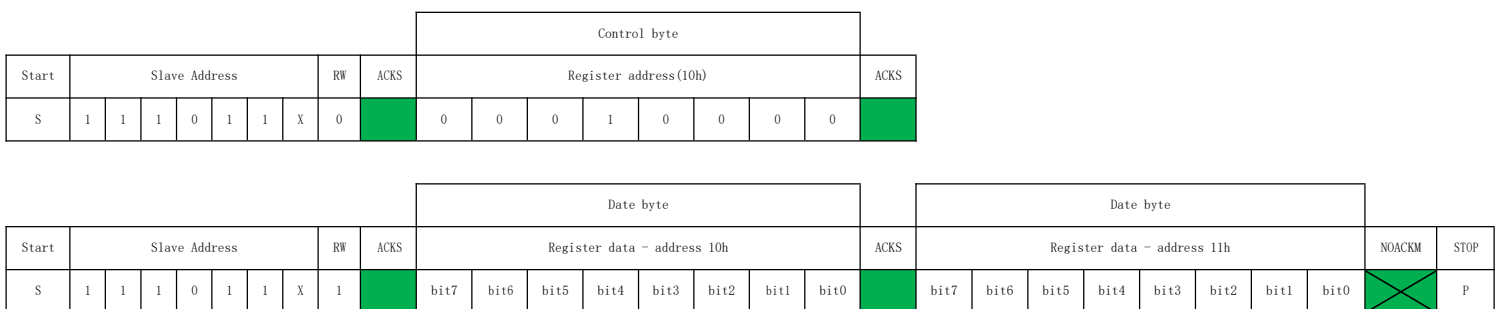 Control byte
Start Slave Address RW ACKS Register address(10h) ACKS
S 1 1 1 0 1 1 X 0 0 0 0 1 0 0 0 0
Date byte Date byte
Start Slave Address RW ACKS Register data - address 10h ACKS Register data - address 11h NOACKM STOP
S 1 1 1 0 1 1 X 1 bit7 bit6 bit5 bit4 bit3 bit2 bit1 bit0 bit7 bit6 bit5 bit4 bit3 bit2 bit1 bit0 P